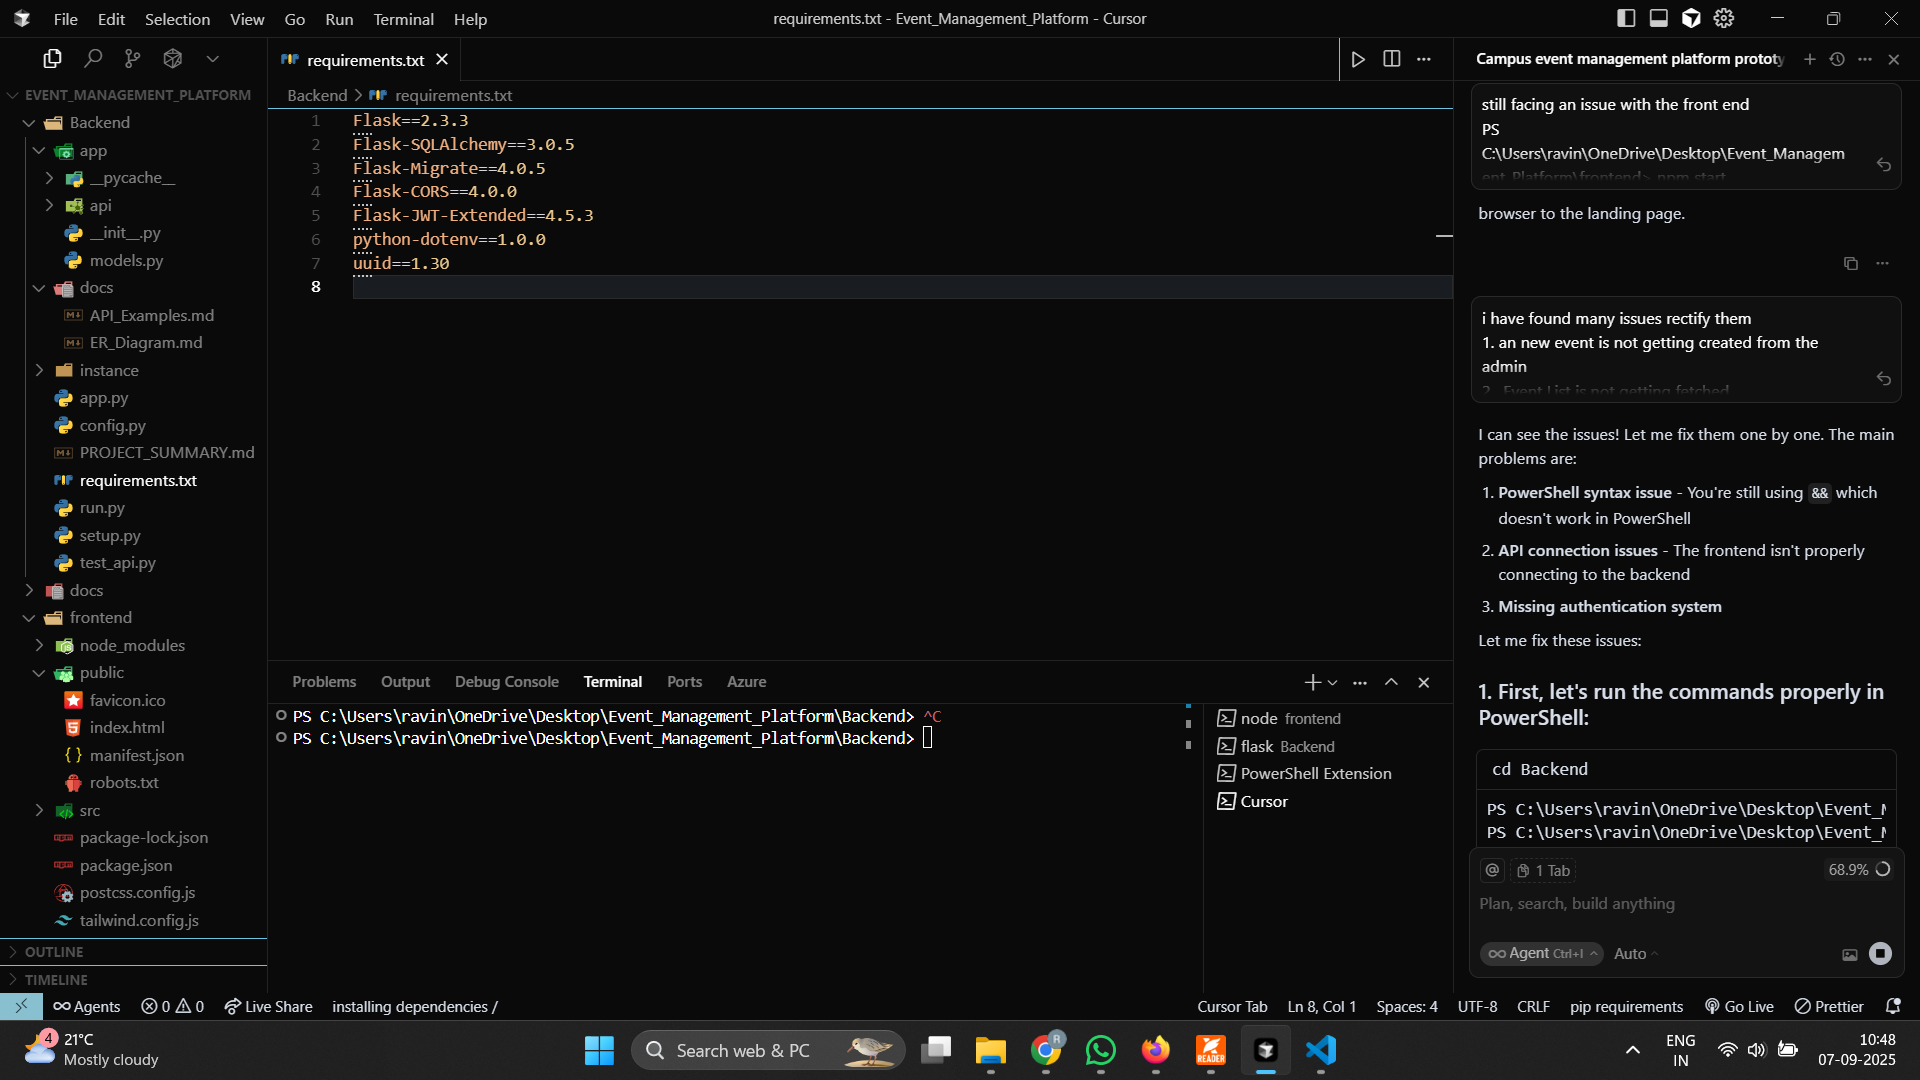 File Edit Selection View Go Run Terminal Help
requirements.txt - Event_Management_Platform - Cursor
EVENT_MANAGEMENT_PLATFORM
Backend
app
__pycache__
api
__init__.py
models.py
docs
API_Examples.md
ER_Diagram.md
instance
app.py
config.py
PROJECT_SUMMARY.md
requirements.txt
run.py
setup.py
test_api.py
docs
frontend
node_modules
public
favicon.ico
index.html
manifest.json
robots.txt
src
package-lock.json
package.json
postcss.config.js
tailwind.config.js
OUTLINE
TIMELINE
requirements.txt
Backend > requirements.txt
1 Flask==2.3.3
2 Flask-SQLAlchemy==3.0.5
3 Flask-Migrate==4.0.5
4 Flask-CORS==4.0.0
5 Flask-JWT-Extended==4.5.3
6 python-dotenv==1.0.0
7 uuid==1.30
8
Problems Output Debug Console Terminal Ports Azure
PS C:\Users\ravin\OneDrive\Desktop\Event_Management_Platform\Backend> ^C
PS C:\Users\ravin\OneDrive\Desktop\Event_Management_Platform\Backend>
node frontend
flask Backend
PowerShell Extension
Cursor
Campus event management platform prototy
still facing an issue with the front end
PS
C:\Users\ravin\OneDrive\Desktop\Event_Managem
ent_Platform\frontend> npm start
browser to the landing page.
i have found many issues rectify them
1. an new event is not getting created from the
admin
2. Event List is not getting fetched
I can see the issues! Let me fix them one by one. The main
problems are:
1. PowerShell syntax issue - You're still using && which
doesn't work in PowerShell
2. API connection issues - The frontend isn't properly
connecting to the backend
3. Missing authentication system
Let me fix these issues:
1. First, let's run the commands properly in
PowerShell:
cd Backend
PS C:\Users\ravin\OneDrive\Desktop\Event_M
PS C:\Users\ravin\OneDrive\Desktop\Event_M
@ 1 Tab 68.9%
Plan, search, build anything
Agent Ctrl+I Auto
Agents 0 0 Live Share installing dependencies /
Cursor Tab Ln 8, Col 1 Spaces: 4 UTF-8 CRLF pip requirements Go Live Prettier
4 21°C
Mostly cloudy
Search web & PC
R
READER
ENG
IN
10:48
07-09-2025